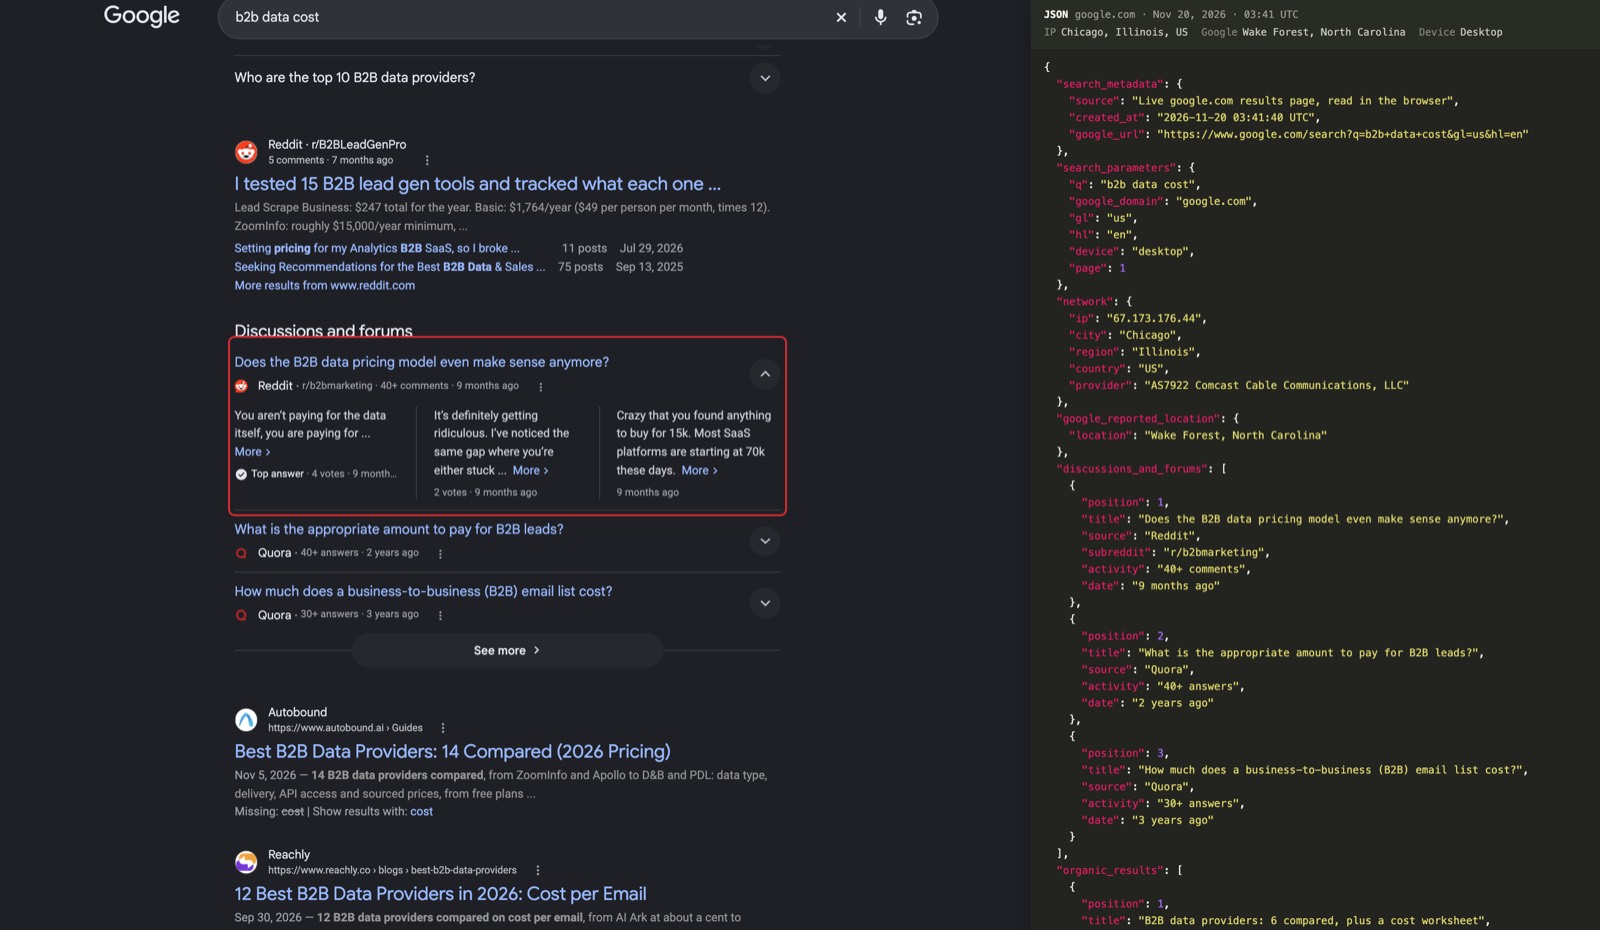 Google
b2b data cost
Who are the top 10 B2B data providers?
Reddit · r/B2BLeadGenPro
5 comments · 7 months ago
I tested 15 B2B lead gen tools and tracked what each one ...
Lead Scrape Business: $247 total for the year. Basic: $1,764/year ($49 per person per month, times 12).
ZoomInfo: roughly $15,000/year minimum, ...
Setting pricing for my Analytics B2B SaaS, so I broke ... 11 posts Jul 29, 2026
Seeking Recommendations for the Best B2B Data & Sales ... 75 posts Sep 13, 2025
More results from www.reddit.com
Discussions and forums
Does the B2B data pricing model even make sense anymore?
Reddit · r/b2bmarketing · 40+ comments · 9 months ago
You aren't paying for the data
itself, you are paying for ...
More >
Top answer · 4 votes · 9 month...
It's definitely getting
ridiculous. I've noticed the
same gap where you're
either stuck ... More >
2 votes · 9 months ago
Crazy that you found anything
to buy for 15k. Most SaaS
platforms are starting at 70k
these days. More >
9 months ago
What is the appropriate amount to pay for B2B leads?
Quora · 40+ answers · 2 years ago
How much does a business-to-business (B2B) email list cost?
Quora · 30+ answers · 3 years ago
See more >
Autobound
https://www.autobound.ai › Guides
Best B2B Data Providers: 14 Compared (2026 Pricing)
Nov 5, 2026 — 14 B2B data providers compared, from ZoomInfo and Apollo to D&B and PDL: data type,
delivery, API access and sourced prices, from free plans ...
Missing: cost | Show results with: cost
Reachly
https://www.reachly.co › blogs › best-b2b-data-providers
12 Best B2B Data Providers in 2026: Cost per Email
Sep 30, 2026 — 12 B2B data providers compared on cost per email, from AI Ark at about a cent to
JSON google.com · Nov 20, 2026 · 03:41 UTC
IP Chicago, Illinois, US Google Wake Forest, North Carolina Device Desktop
{
"search_metadata": {
"source": "Live google.com results page, read in the browser",
"created_at": "2026-11-20 03:41:40 UTC",
"google_url": "https://www.google.com/search?q=b2b+data+cost&gl=us&hl=en"
},
"search_parameters": {
"q": "b2b data cost",
"google_domain": "google.com",
"gl": "us",
"hl": "en",
"device": "desktop",
"page": 1
},
"network": {
"ip": "67.173.176.44",
"city": "Chicago",
"region": "Illinois",
"country": "US",
"provider": "AS7922 Comcast Cable Communications, LLC"
},
"google_reported_location": {
"location": "Wake Forest, North Carolina"
},
"discussions_and_forums": [
{
"position": 1,
"title": "Does the B2B data pricing model even make sense anymore?",
"source": "Reddit",
"subreddit": "r/b2bmarketing",
"activity": "40+ comments",
"date": "9 months ago"
},
{
"position": 2,
"title": "What is the appropriate amount to pay for B2B leads?",
"source": "Quora",
"activity": "40+ answers",
"date": "2 years ago"
},
{
"position": 3,
"title": "How much does a business-to-business (B2B) email list cost?",
"source": "Quora",
"activity": "30+ answers",
"date": "3 years ago"
}
],
"organic_results": [
{
"position": 1,
"title": "B2B data providers: 6 compared, plus a cost worksheet",